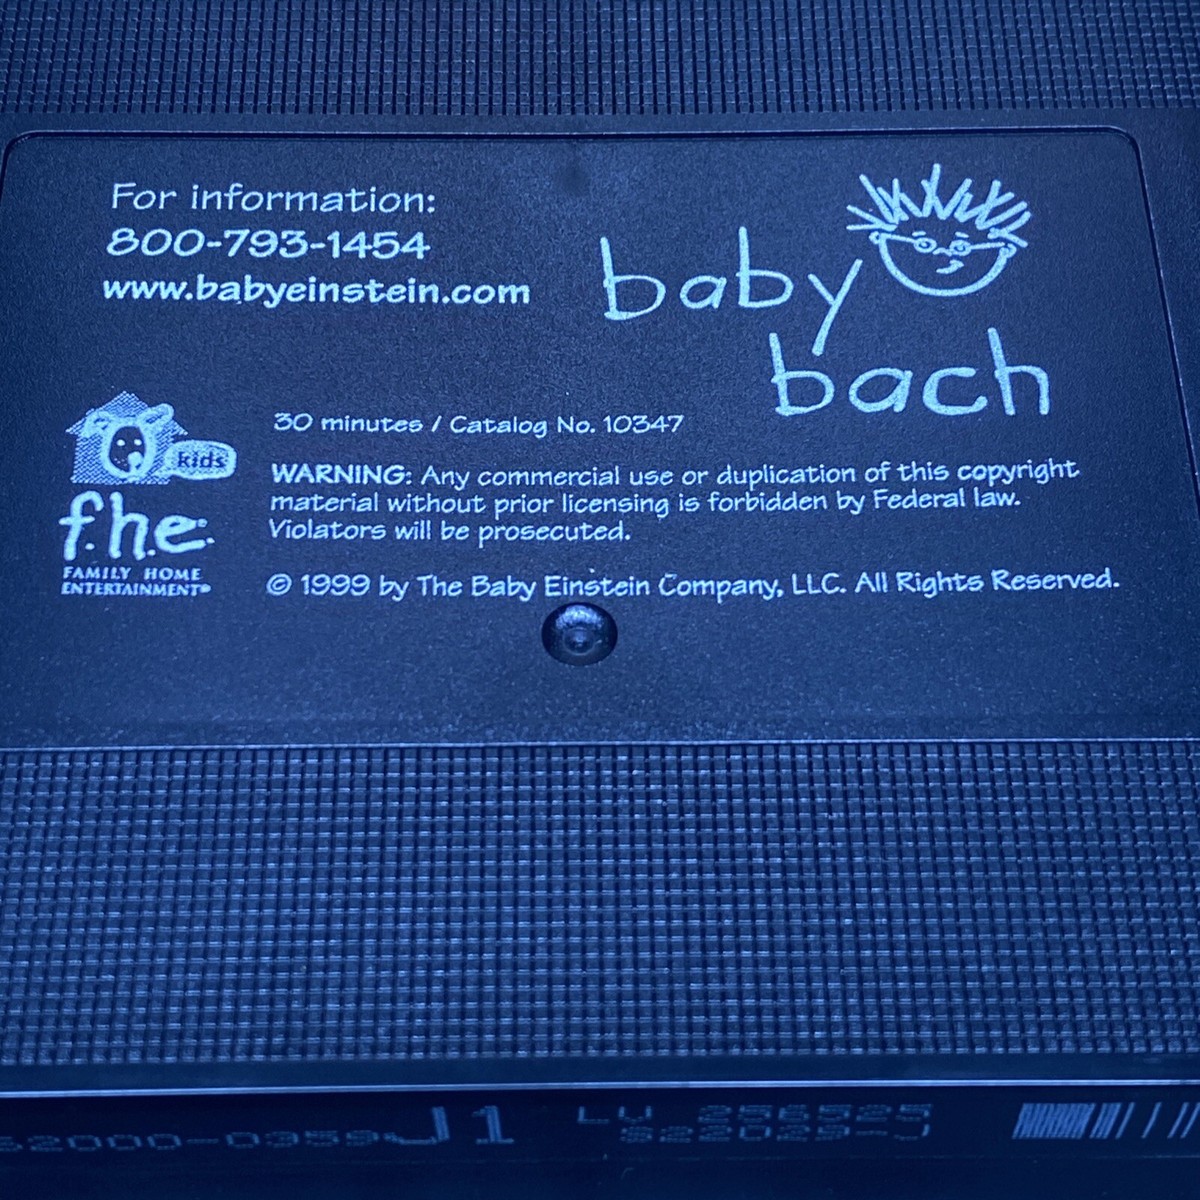 For information:
800-793-1454
www.babyeinstein.com
baby
bach
30 minutes / Catalog No. 10347
kids
f.h.e.
FAMILY HOME
ENTERTAINMENT®
WARNING: Any commercial use or duplication of this copyright
material without prior licensing is forbidden by Federal law.
Violators will be prosecuted.
© 1999 by The Baby Einstein Company, LLC. All Rights Reserved.
J1